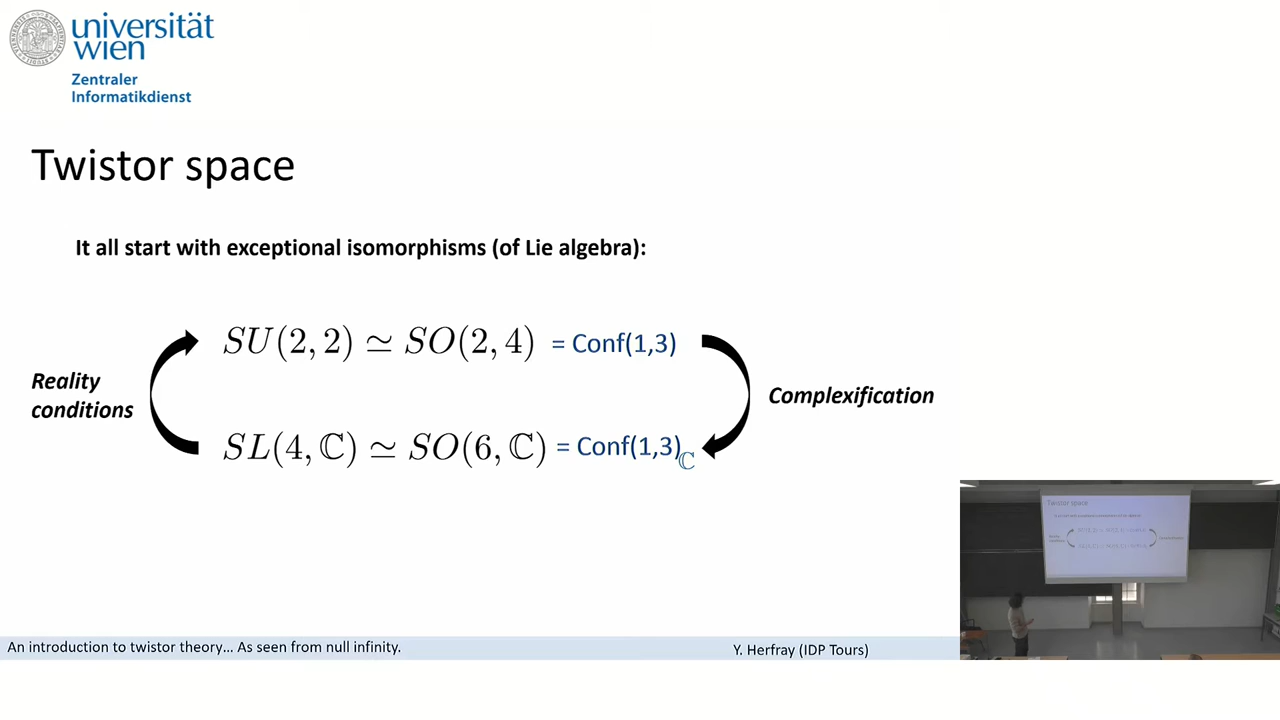 universität
wien
Zentraler
Informatikdienst
Twistor space
It all start with exceptional isomorphisms (of Lie algebra):
SU(2, 2) ≃ SO(2, 4) = Conf(1,3)
Reality
conditions
Complexification
SL(4, ℂ) ≃ SO(6, ℂ) = Conf(1,3)ℂ
An introduction to twistor theory... As seen from null infinity.
Y. Herfray (IDP Tours)
Twistor space